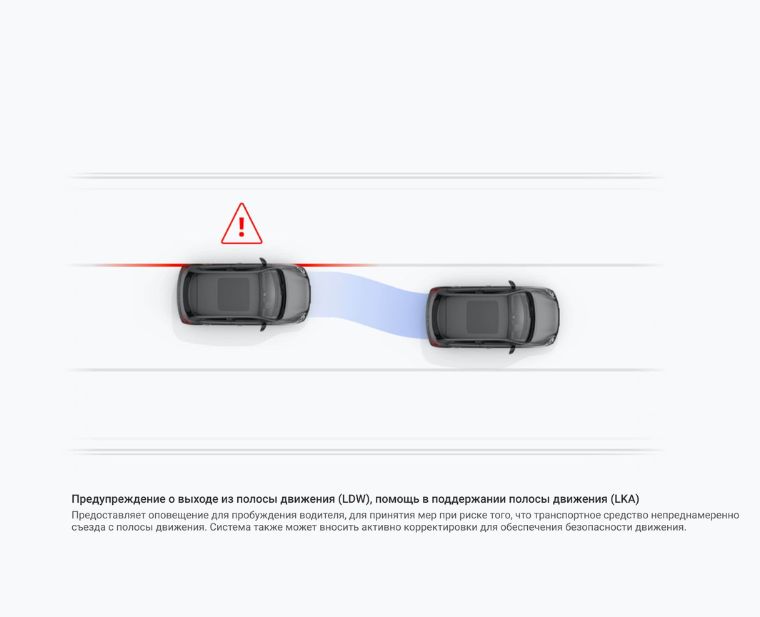 Предупреждение о выходе из полосы движения (LDW), помощь в поддержании полосы движения (LKA)
Предоставляет оповещение для пробуждения водителя, для принятия мер при риске того, что транспортное средство непреднамеренно
съезда с полосы движения. Система также может вносить активно корректировки для обеспечения безопасности движения.